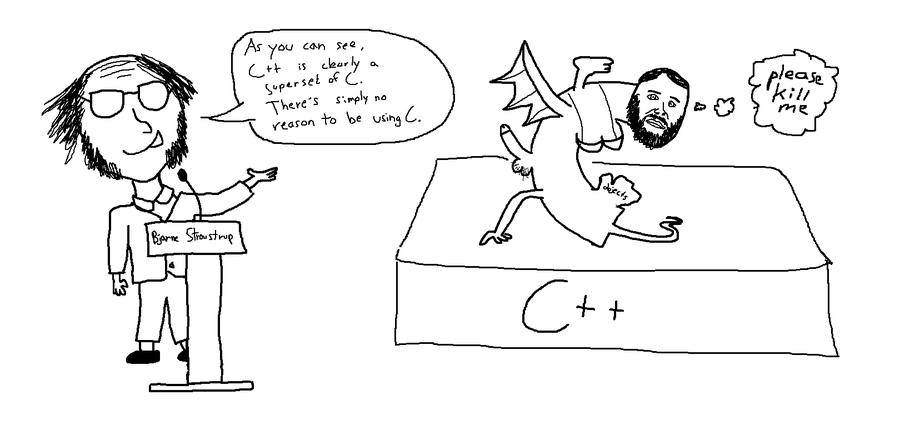 As you can see,
C++ is clearly a
superset of C.
There's simply no
reason to be using C.
please
kill
me
Bjarne Stroustrup
objects
C++